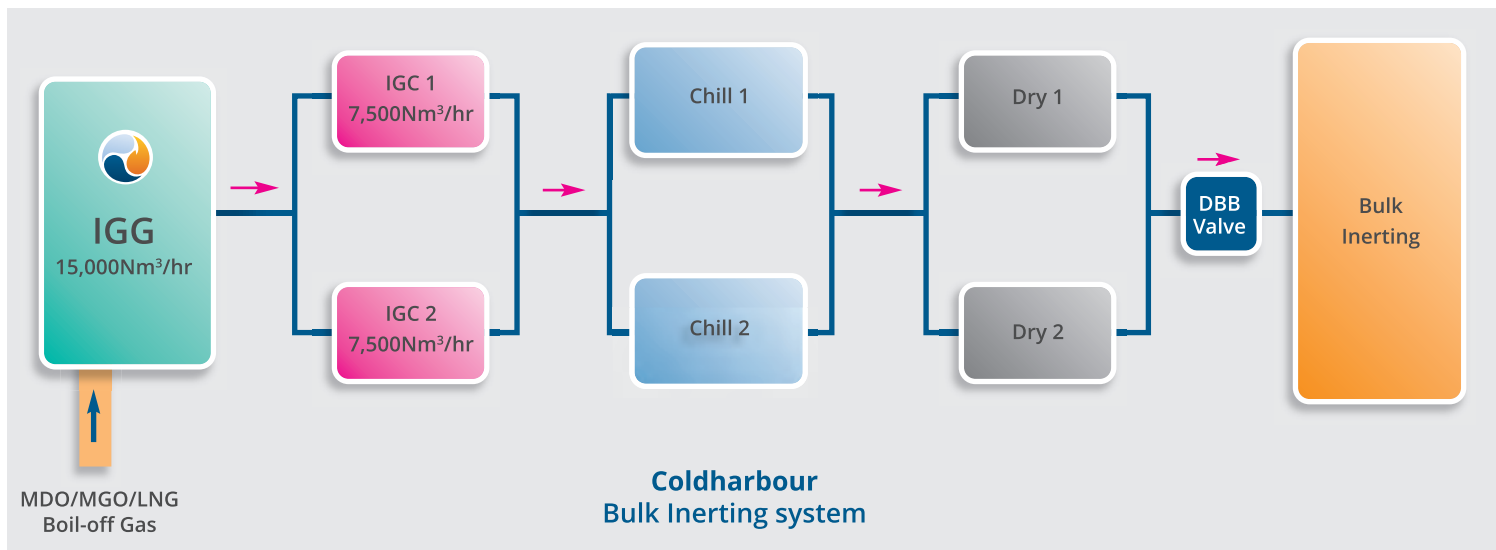 IGG
15,000Nm³/hr
MDO/MGO/LNG
Boil-off Gas
IGC 1
7,500Nm³/hr
IGC 2
7,500Nm³/hr
Chill 1
Chill 2
Dry 1
Dry 2
DBB
Valve
Bulk
Inerting
Coldharbour
Bulk Inerting system